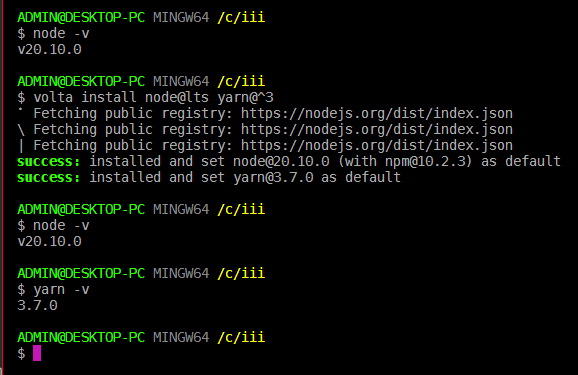 ADMIN@DESKTOP-PC MINGW64 /c/iii
$ node -v
v20.10.0
ADMIN@DESKTOP-PC MINGW64 /c/iii
$ volta install node@lts yarn@^3
` Fetching public registry: https://nodejs.org/dist/index.json
\ Fetching public registry: https://nodejs.org/dist/index.json
| Fetching public registry: https://nodejs.org/dist/index.json
success: installed and set node@20.10.0 (with npm@10.2.3) as default
success: installed and set yarn@3.7.0 as default
ADMIN@DESKTOP-PC MINGW64 /c/iii
$ node -v
v20.10.0
ADMIN@DESKTOP-PC MINGW64 /c/iii
$ yarn -v
3.7.0
ADMIN@DESKTOP-PC MINGW64 /c/iii
$